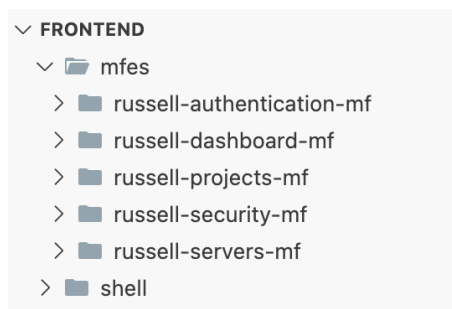 FRONTEND
mfes
russell-authentication-mf
russell-dashboard-mf
russell-projects-mf
russell-security-mf
russell-servers-mf
shell